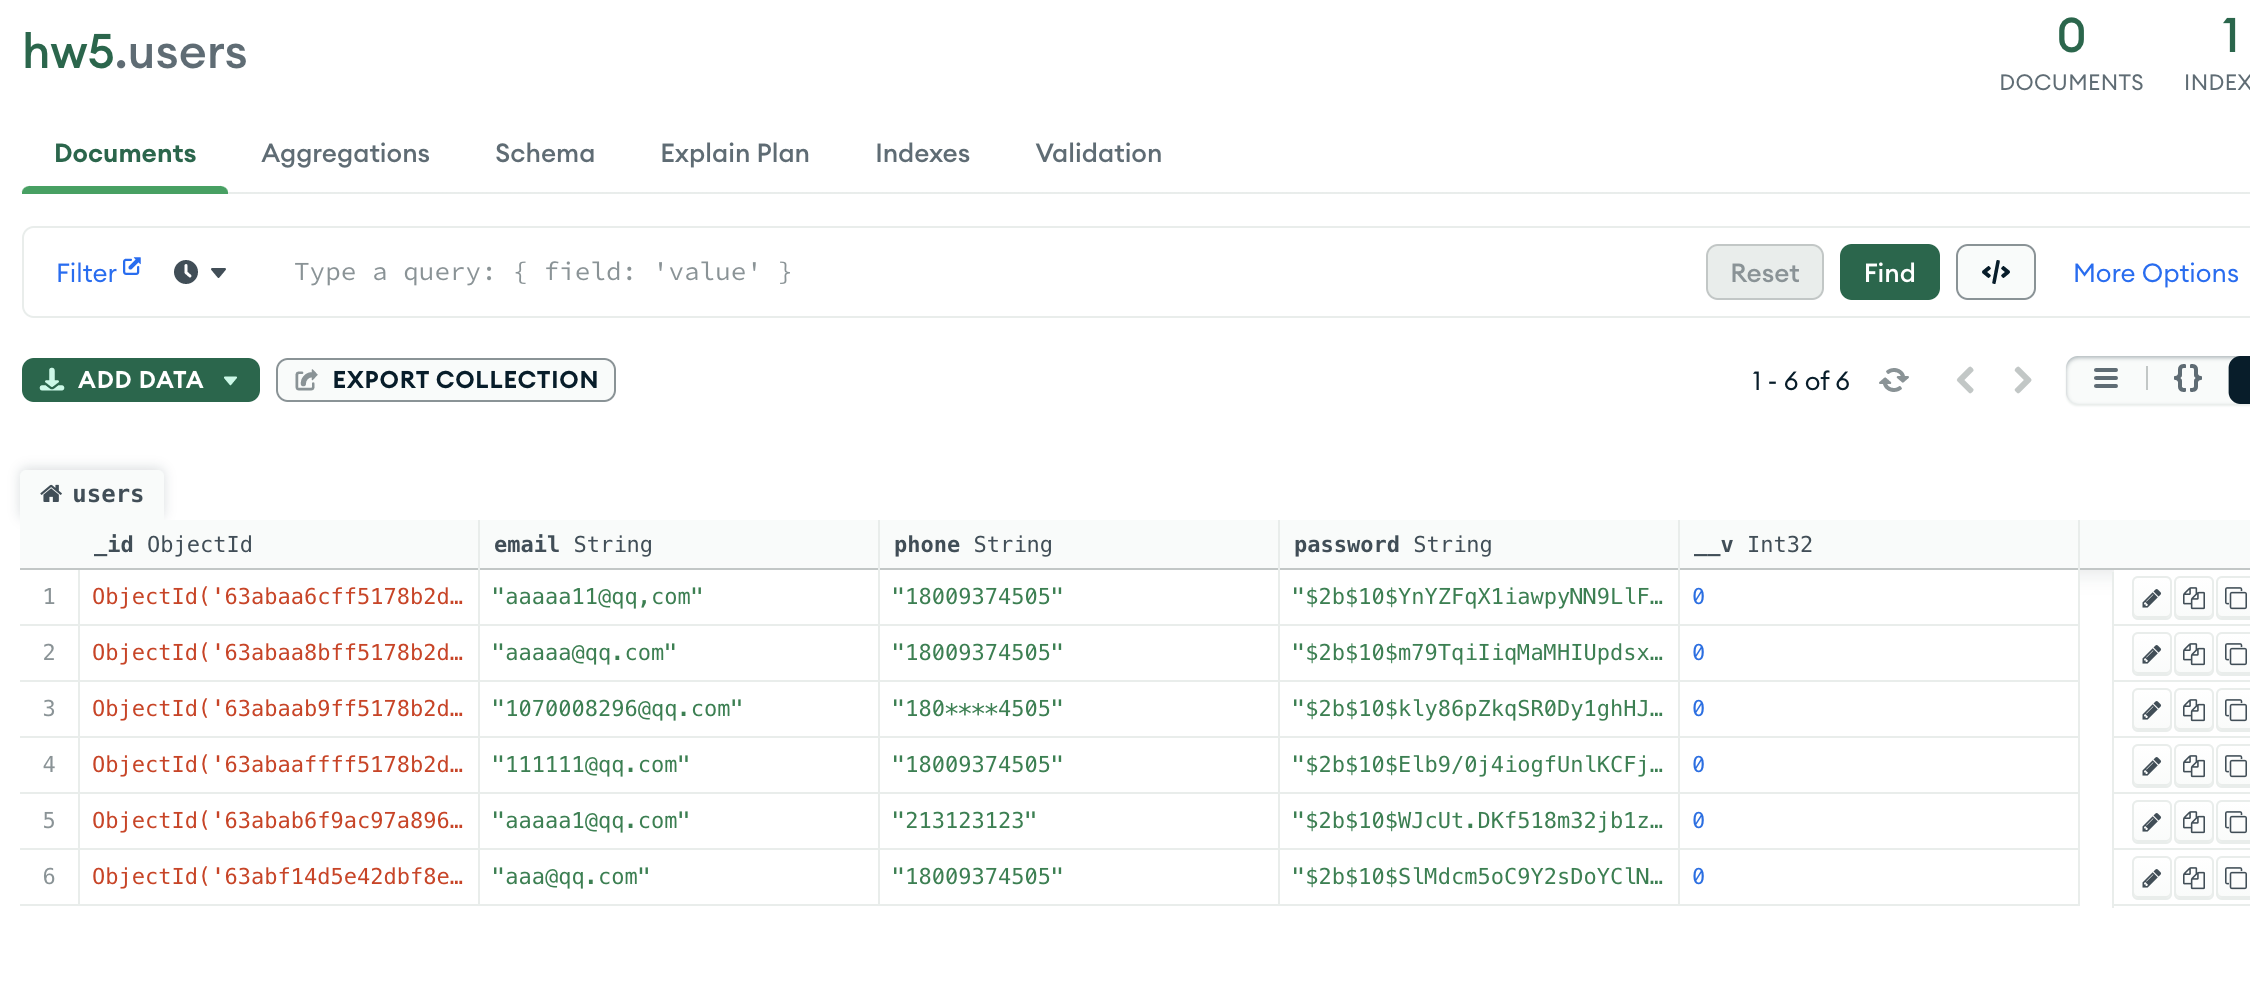 hw5.users
0
DOCUMENTS
1
INDEX
Documents Aggregations Schema Explain Plan Indexes Validation
Filter Type a query: { field: 'value' } Reset Find </> More Options
ADD DATA EXPORT COLLECTION 1 - 6 of 6 {}
users
_id ObjectId email String phone String password String __v Int32
1 ObjectId('63abaa6cff5178b2d… "aaaaa11@qq,com" "18009374505" "$2b$10$YnYZFqX1iawpyNN9LlF… 0
2 ObjectId('63abaa8bff5178b2d… "aaaaa@qq.com" "18009374505" "$2b$10$m79TqiIiqMaMHIUpdsx… 0
3 ObjectId('63abaab9ff5178b2d… "1070008296@qq.com" "180****4505" "$2b$10$kly86pZkqSR0Dy1ghHJ… 0
4 ObjectId('63abaaffff5178b2d… "111111@qq.com" "18009374505" "$2b$10$Elb9/0j4iogfUnlKCFj… 0
5 ObjectId('63abab6f9ac97a896… "aaaaa1@qq.com" "213123123" "$2b$10$WJcUt.DKf518m32jb1z… 0
6 ObjectId('63abf14d5e42dbf8e… "aaa@qq.com" "18009374505" "$2b$10$SlMdcm5oC9Y2sDoYClN… 0